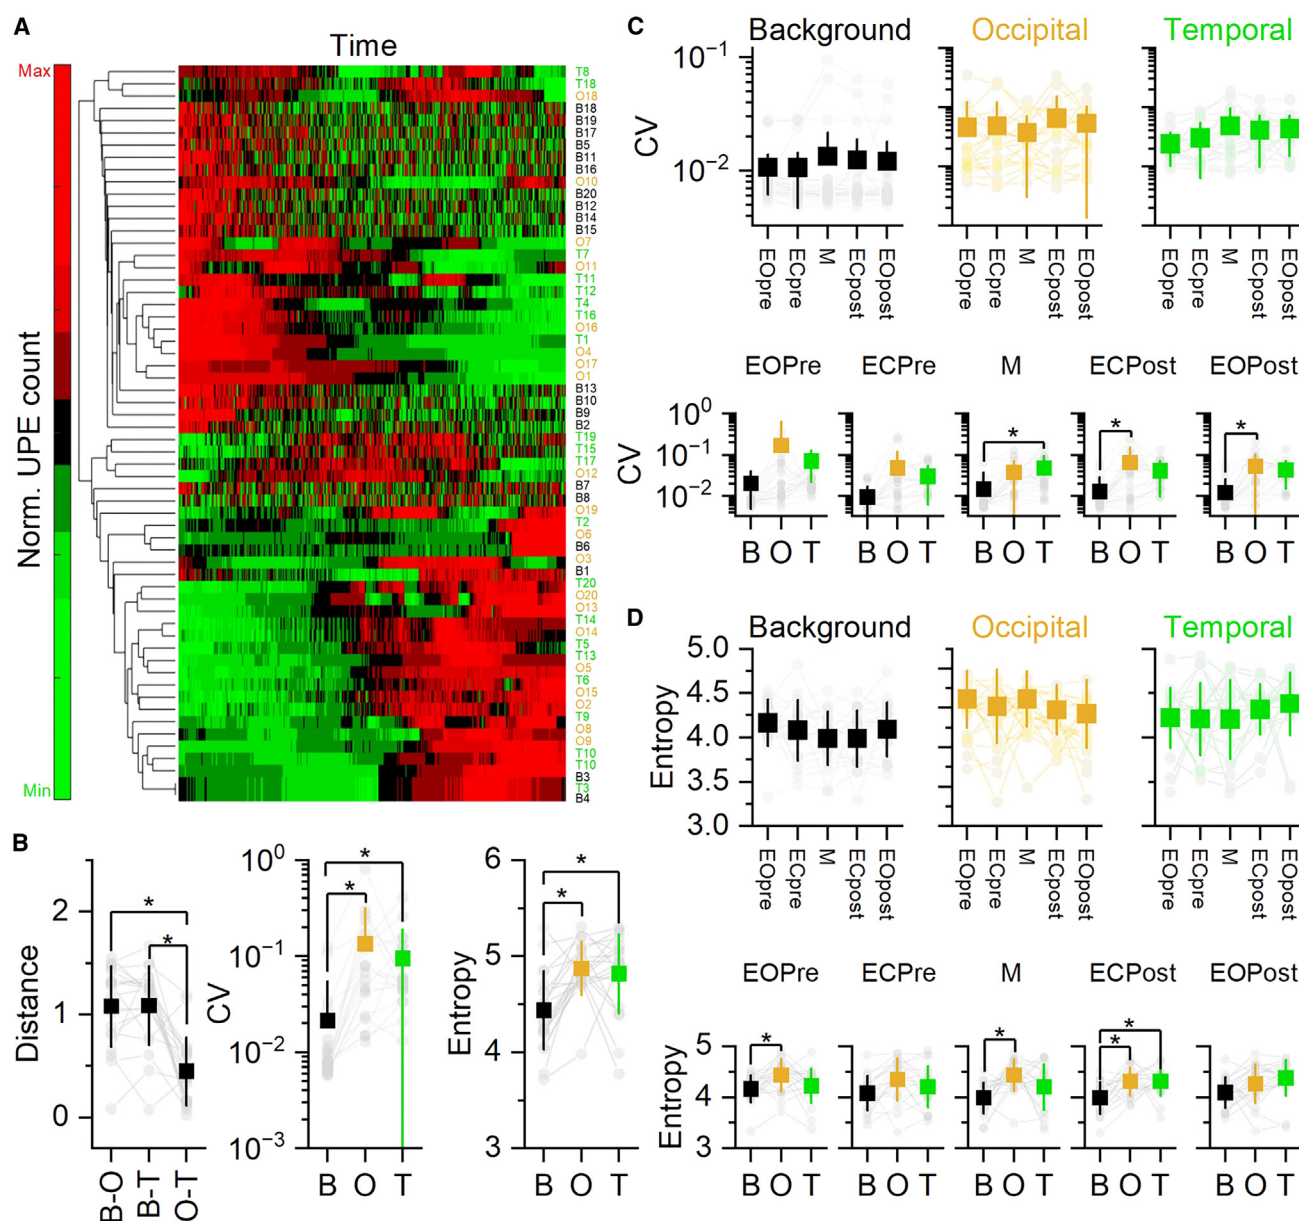 A
Time
Max
Norm. UPE count
Min
T8
T18
O18
B18
B19
B17
B5
B11
B16
O10
B20
B12
B14
B15
O7
T7
O11
T11
T12
T4
T16
O16
T1
O4
O17
O1
B13
B10
B9
B2
T19
T15
T17
O12
B7
B8
O19
T2
O6
B6
O3
B1
T20
O20
O13
T14
O14
T5
T13
O5
T6
O15
O2
T9
O8
O9
T10
T10
B3
T3
B4
B
Distance
2
1
0
B-O
B-T
O-T
* *
CV
10⁰
10⁻¹
10⁻²
10⁻³
B O T
* *
Entropy
6
5
4
3
B O T
* *
C
Background Occipital Temporal
CV
10⁻¹
10⁻²
EOpre ECpre M ECpost EOpost
EOpre ECpre M ECpost EOpost
EOpre ECpre M ECpost EOpost
EOPre ECPre M ECPost EOPost
CV
10⁰
10⁻¹
10⁻²
* * *
B O T B O T B O T B O T B O T
D
Background Occipital Temporal
Entropy
5.0
4.5
4.0
3.5
3.0
EOpre ECpre M ECpost EOpost
EOpre ECpre M ECpost EOpost
EOpre ECpre M ECpost EOpost
EOPre ECPre M ECPost EOPost
Entropy
5
4
3
* * * *
B O T B O T B O T B O T B O T